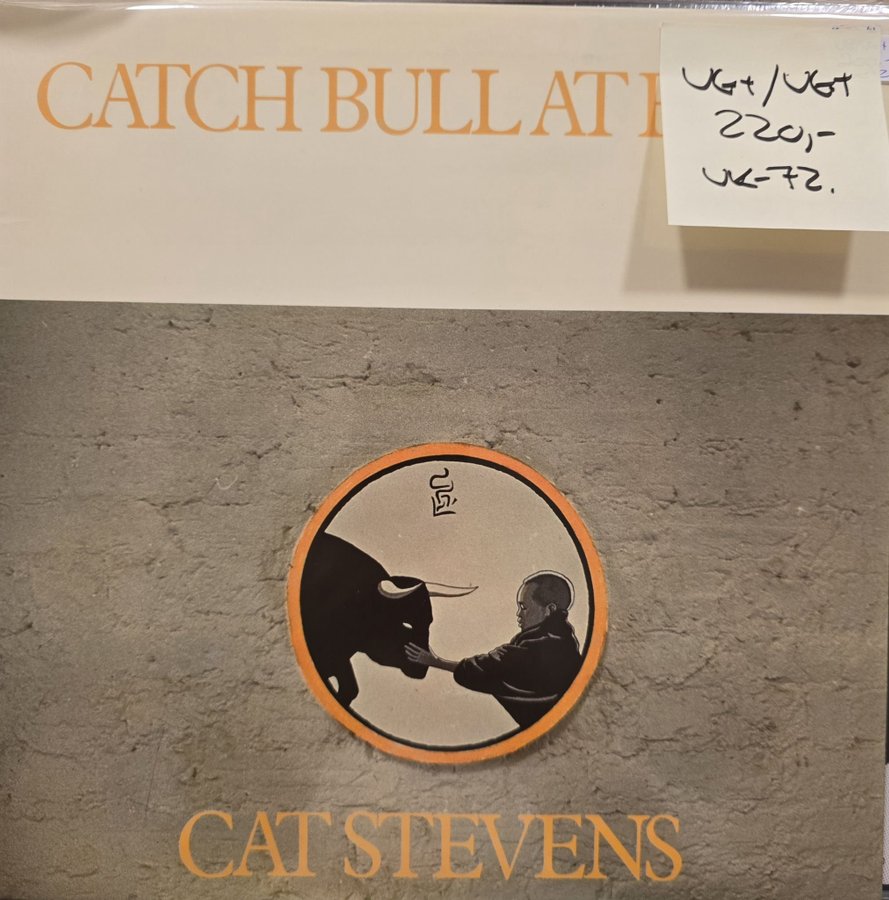 CATCH BULL AT
VG+/VG+
220,-
UK-72.
CAT STEVENS